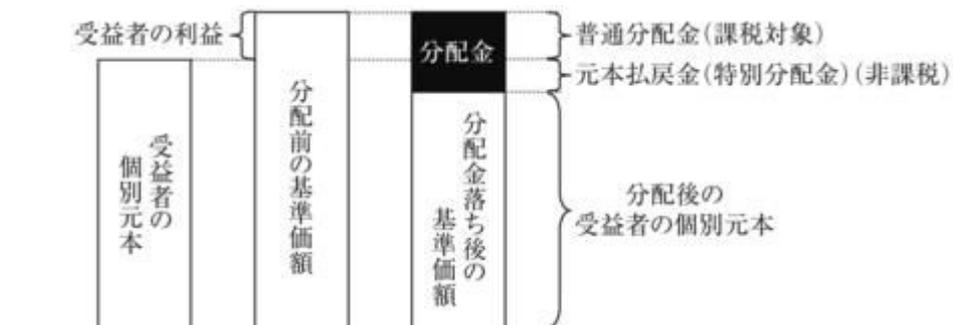 受益者の利益
分配金
普通分配金(課税対象)
元本払戻金(特別分配金)(非課税)
受益者の
個別元本
分配前の基準価額
分配金落ち後の
基準価額
分配後の
受益者の個別元本